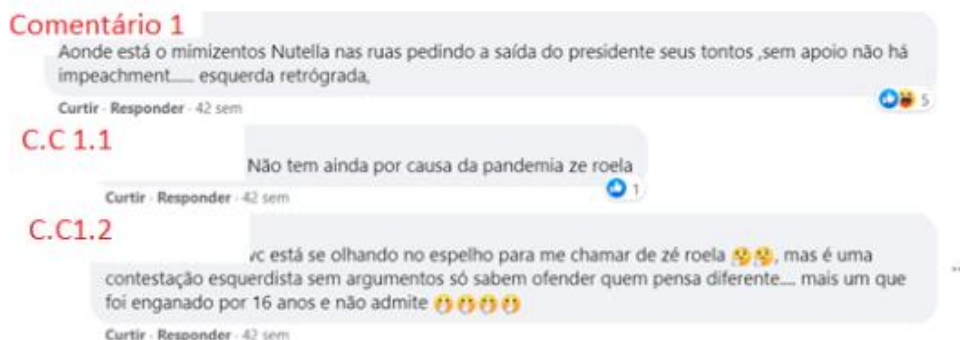 Comentário 1
Aonde está o mimizentos Nutella nas ruas pedindo a saída do presidente seus tontos ,sem apoio não há
impeachment..... esquerda retrógrada,
Curtir · Responder · 42 sem
5
C.C 1.1
Não tem ainda por causa da pandemia ze roela
1
Curtir · Responder · 42 sem
C.C1.2
vc está se olhando no espelho para me chamar de zé roela 🤔🤔, mas é uma
contestação esquerdista sem argumentos só sabem ofender quem pensa diferente.... mais um que
foi enganado por 16 anos e não admite 🤭🤭🤭🤭
Curtir · Responder · 42 sem